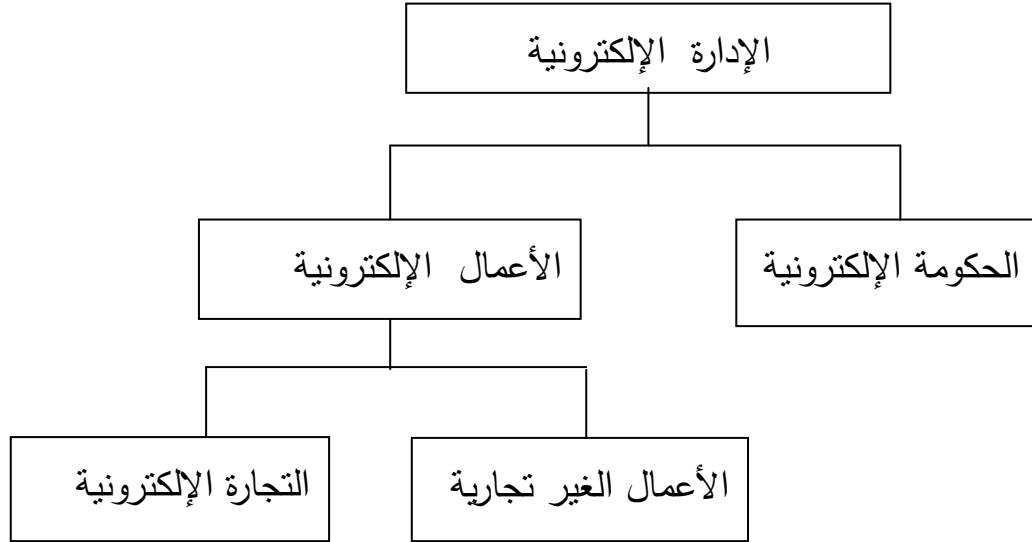 الإدارة الإلكترونية
الحكومة الإلكترونية
الأعمال الإلكترونية
الأعمال الغير تجارية
التجارة الإلكترونية